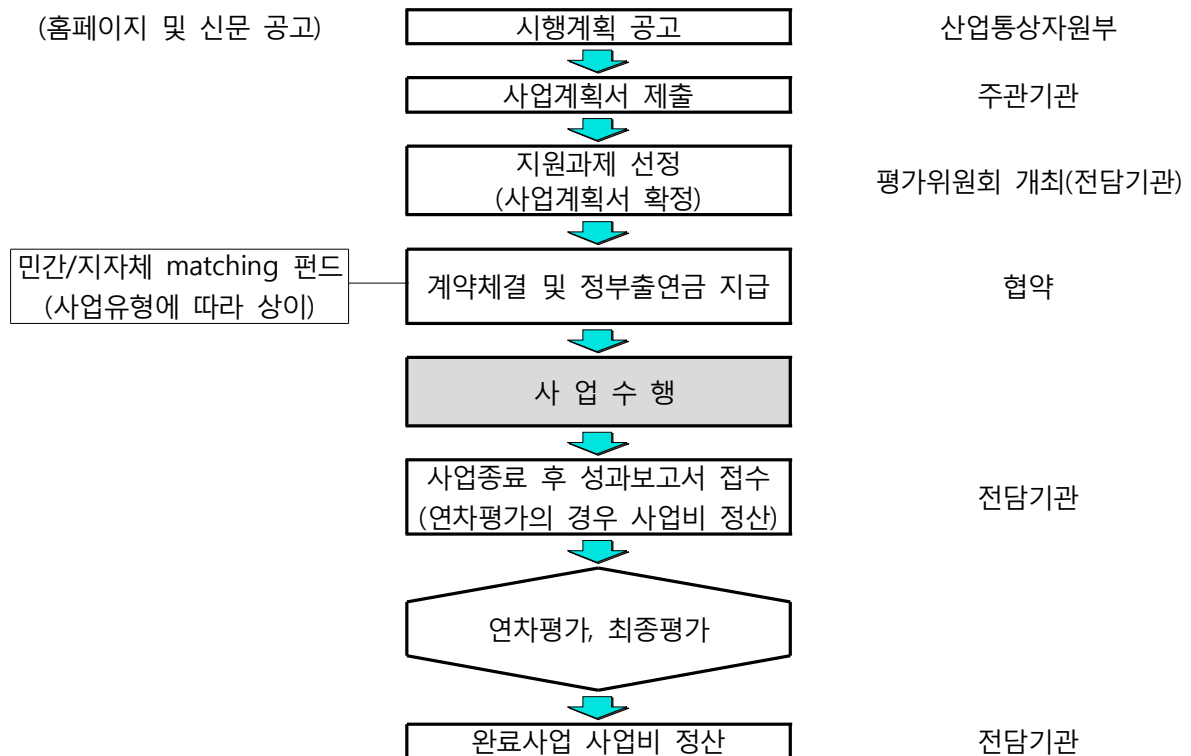 (홈페이지 및 신문 공고)
시행계획 공고
산업통상자원부
사업계획서 제출
주관기관
지원과제 선정
(사업계획서 확정)
평가위원회 개최(전담기관)
민간/지자체 matching 펀드
(사업유형에 따라 상이)
계약체결 및 정부출연금 지급
협약
사 업 수 행
사업종료 후 성과보고서 접수
(연차평가의 경우 사업비 정산)
전담기관
연차평가, 최종평가
완료사업 사업비 정산
전담기관